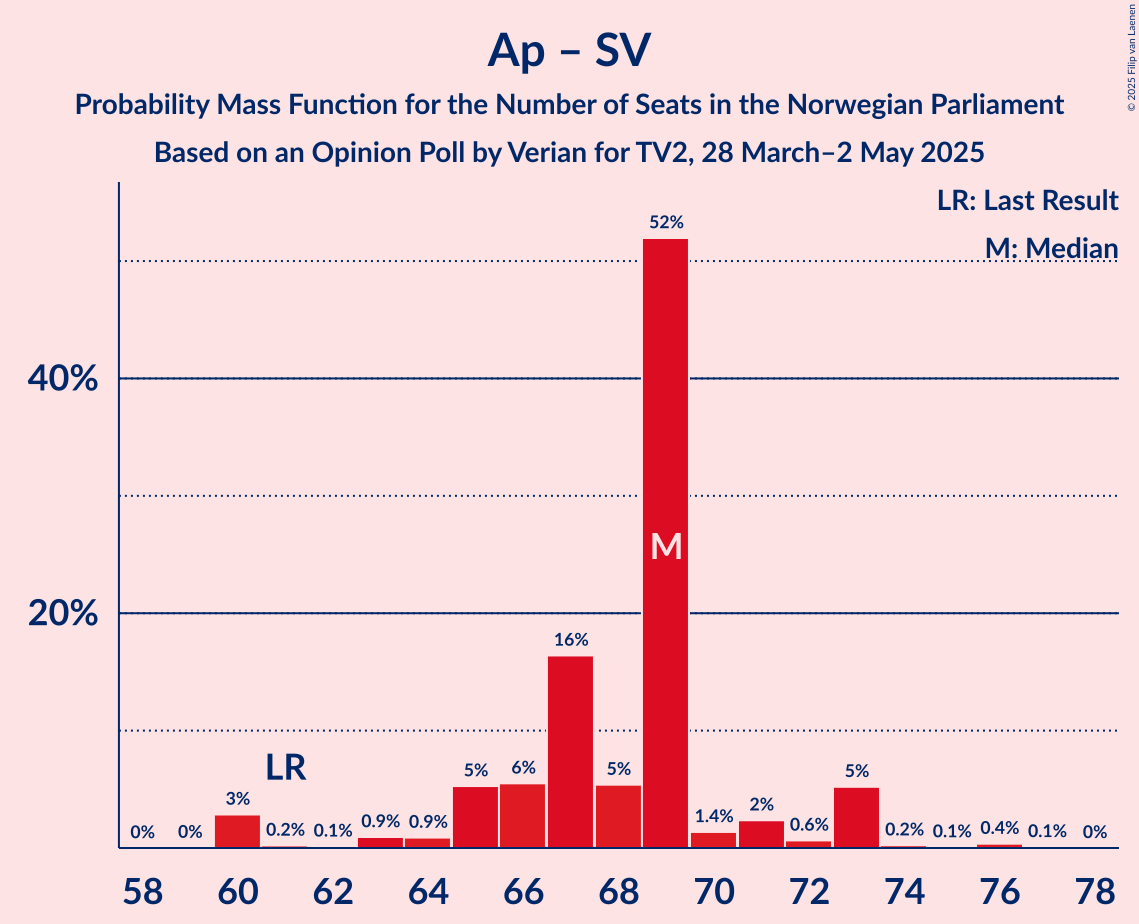 Ap – SV
Probability Mass Function for the Number of Seats in the Norwegian Parliament
Based on an Opinion Poll by Verian for TV2, 28 March–2 May 2025
© 2025 Filip van Laenen
LR: Last Result
M: Median
52%
40%
M
20%
16%
LR
5% 6% 5% 5%
3% 2%
0% 0% 0.2% 0.1% 0.9% 0.9% 1.4% 0.6% 0.2% 0.1% 0.4% 0.1% 0%
58 60 62 64 66 68 70 72 74 76 78